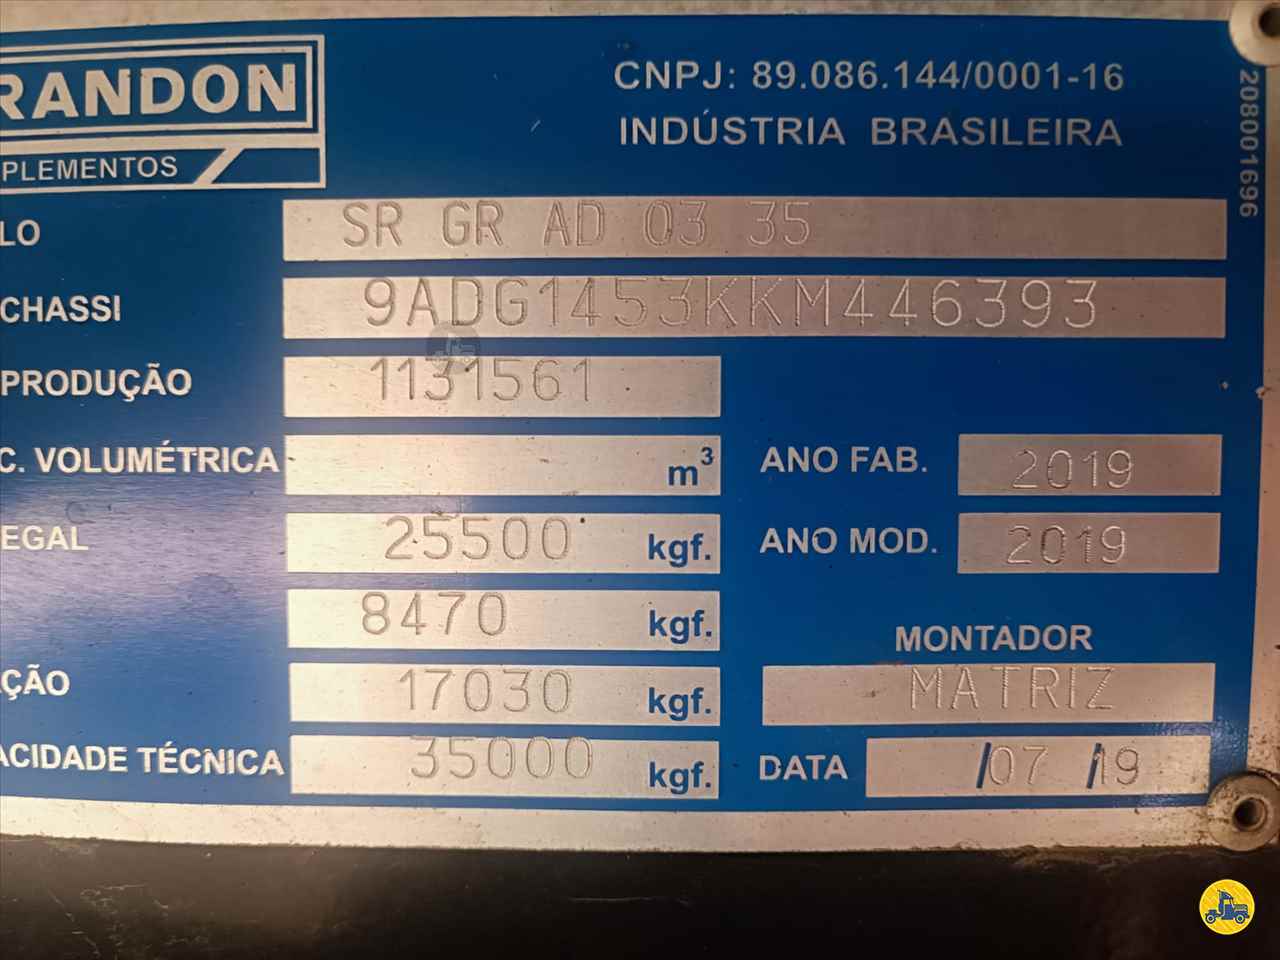 RANDON
PLEMENTOS
CNPJ: 89.086.144/0001-16
INDÚSTRIA BRASILEIRA
208001696
LO SR GR AD 03 35
CHASSI 9ADG1453KKM446393
PRODUÇÃO 1131561
C. VOLUMÉTRICA m³
ANO FAB. 2019
EGAL 25500 kgf.
ANO MOD. 2019
8470 kgf.
MONTADOR
AÇÃO 17030 kgf.
MATRIZ
ACIDADE TÉCNICA 35000 kgf.
DATA /07 /19